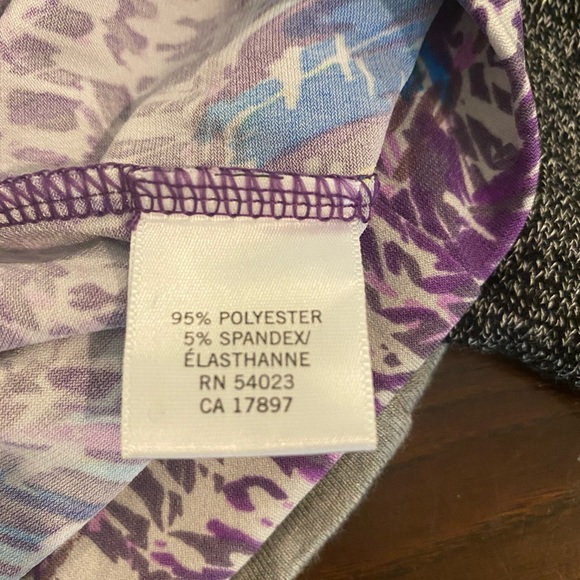 95% POLYESTER
5% SPANDEX/
ÉLASTHANNE
RN 54023
CA 17897